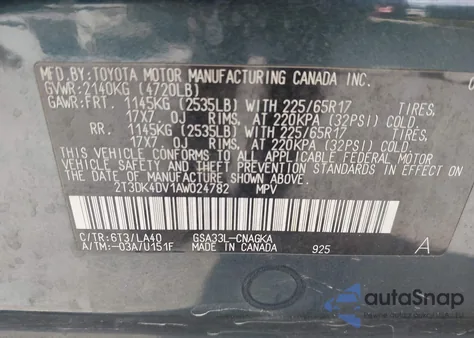 MFD.BY:TOYOTA MOTOR MANUFACTURING CANADA INC.
GVWR:2140KG (4720LB)
GAWR:FRT. 1145KG (2535LB) WITH 225/65R17 TIRES,
17X7. 0J RIMS, AT 220KPA (32PSI) COLD.
RR. 1145KG (2535LB) WITH 225/65R17 TIRES,
17X7. 0J RIMS, AT 220KPA (32PSI) COLD.
THIS VEHICLE CONFORMS TO ALL APPLICABLE FEDERAL MOTOR
VEHICLE SAFETY AND THEFT PREVENTION STANDARDS IN EFFECT
ON THE DATE OF MANUFACTURE SHOWN ABOVE.
2T3DK4DV1AW024782 MPV
C/TR:6T3/LA40 GSA33L-CNAGKA
A/TM:-03A/U151F MADE IN CANADA 925 A
autoSnap